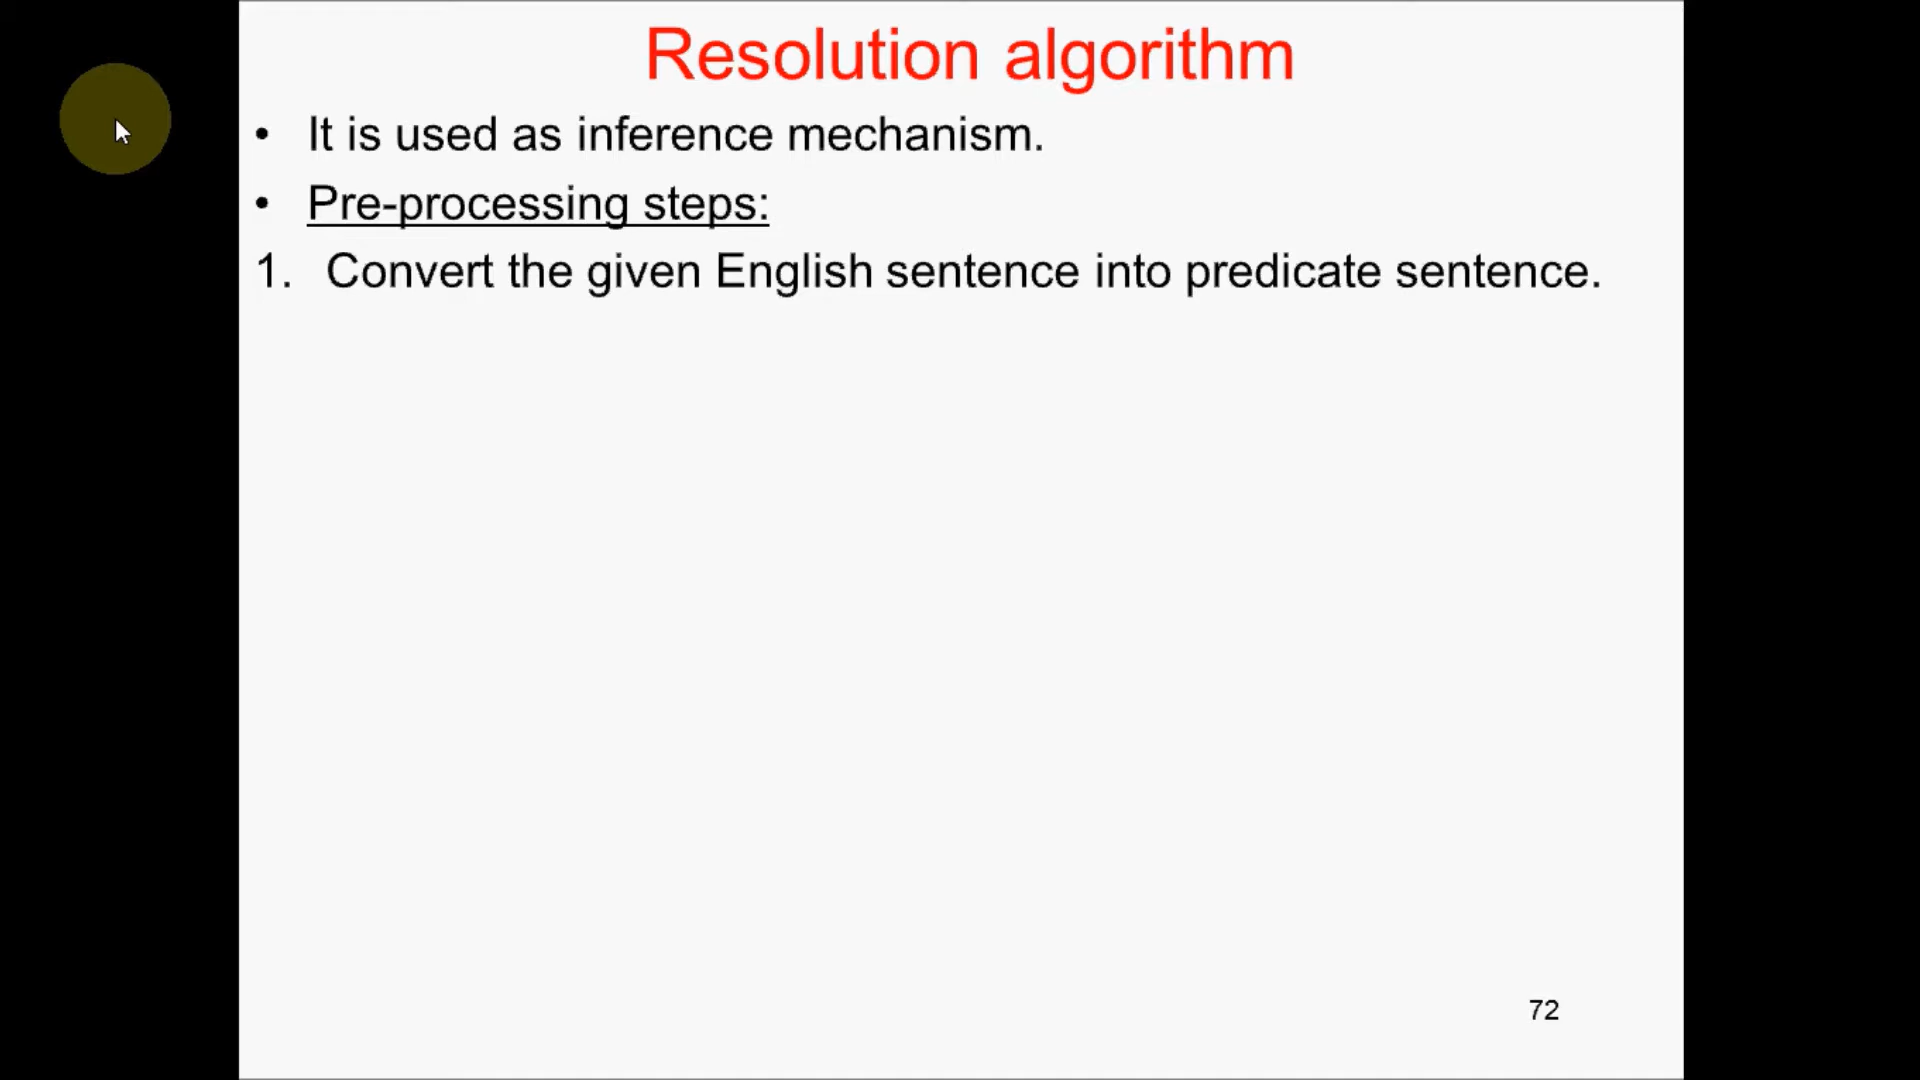 Resolution algorithm
• It is used as inference mechanism.
• Pre-processing steps:
1. Convert the given English sentence into predicate sentence.
72